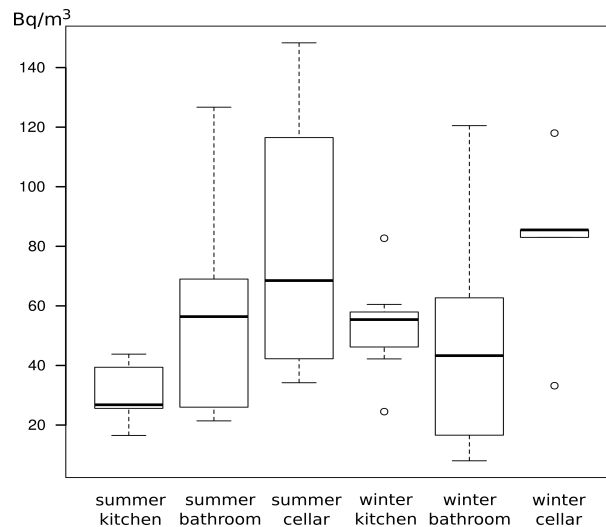 Bq/m³
140
120
100
80
60
40
20
summer kitchen
summer bathroom
summer cellar
winter kitchen
winter bathroom
winter cellar